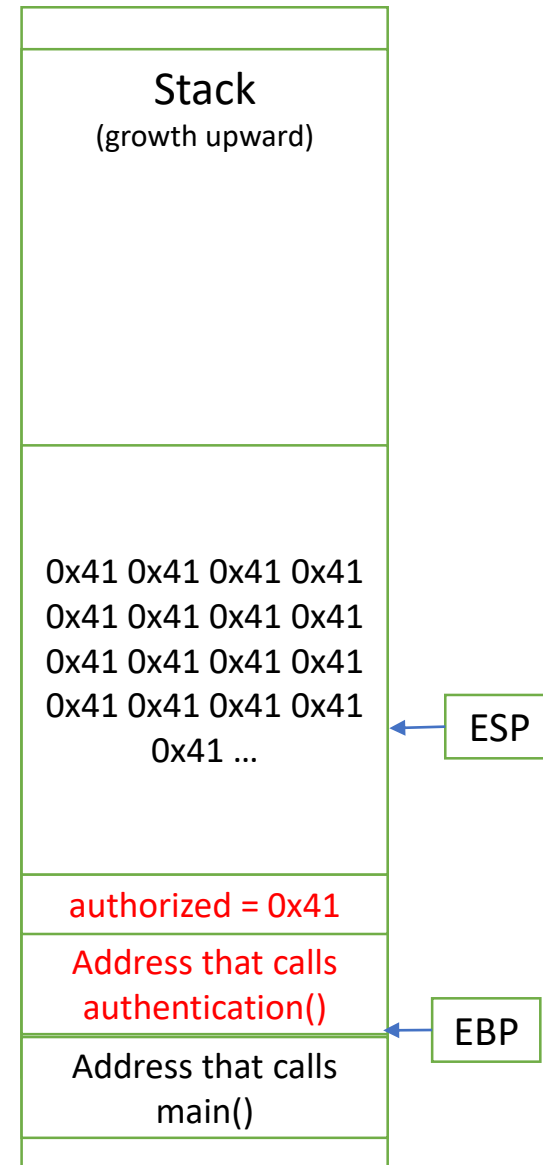 Stack
(growth upward)
0x41 0x41 0x41 0x41
0x41 0x41 0x41 0x41
0x41 0x41 0x41 0x41
0x41 0x41 0x41 0x41
0x41 …
ESP
authorized = 0x41
Address that calls
authentication()
EBP
Address that calls
main()